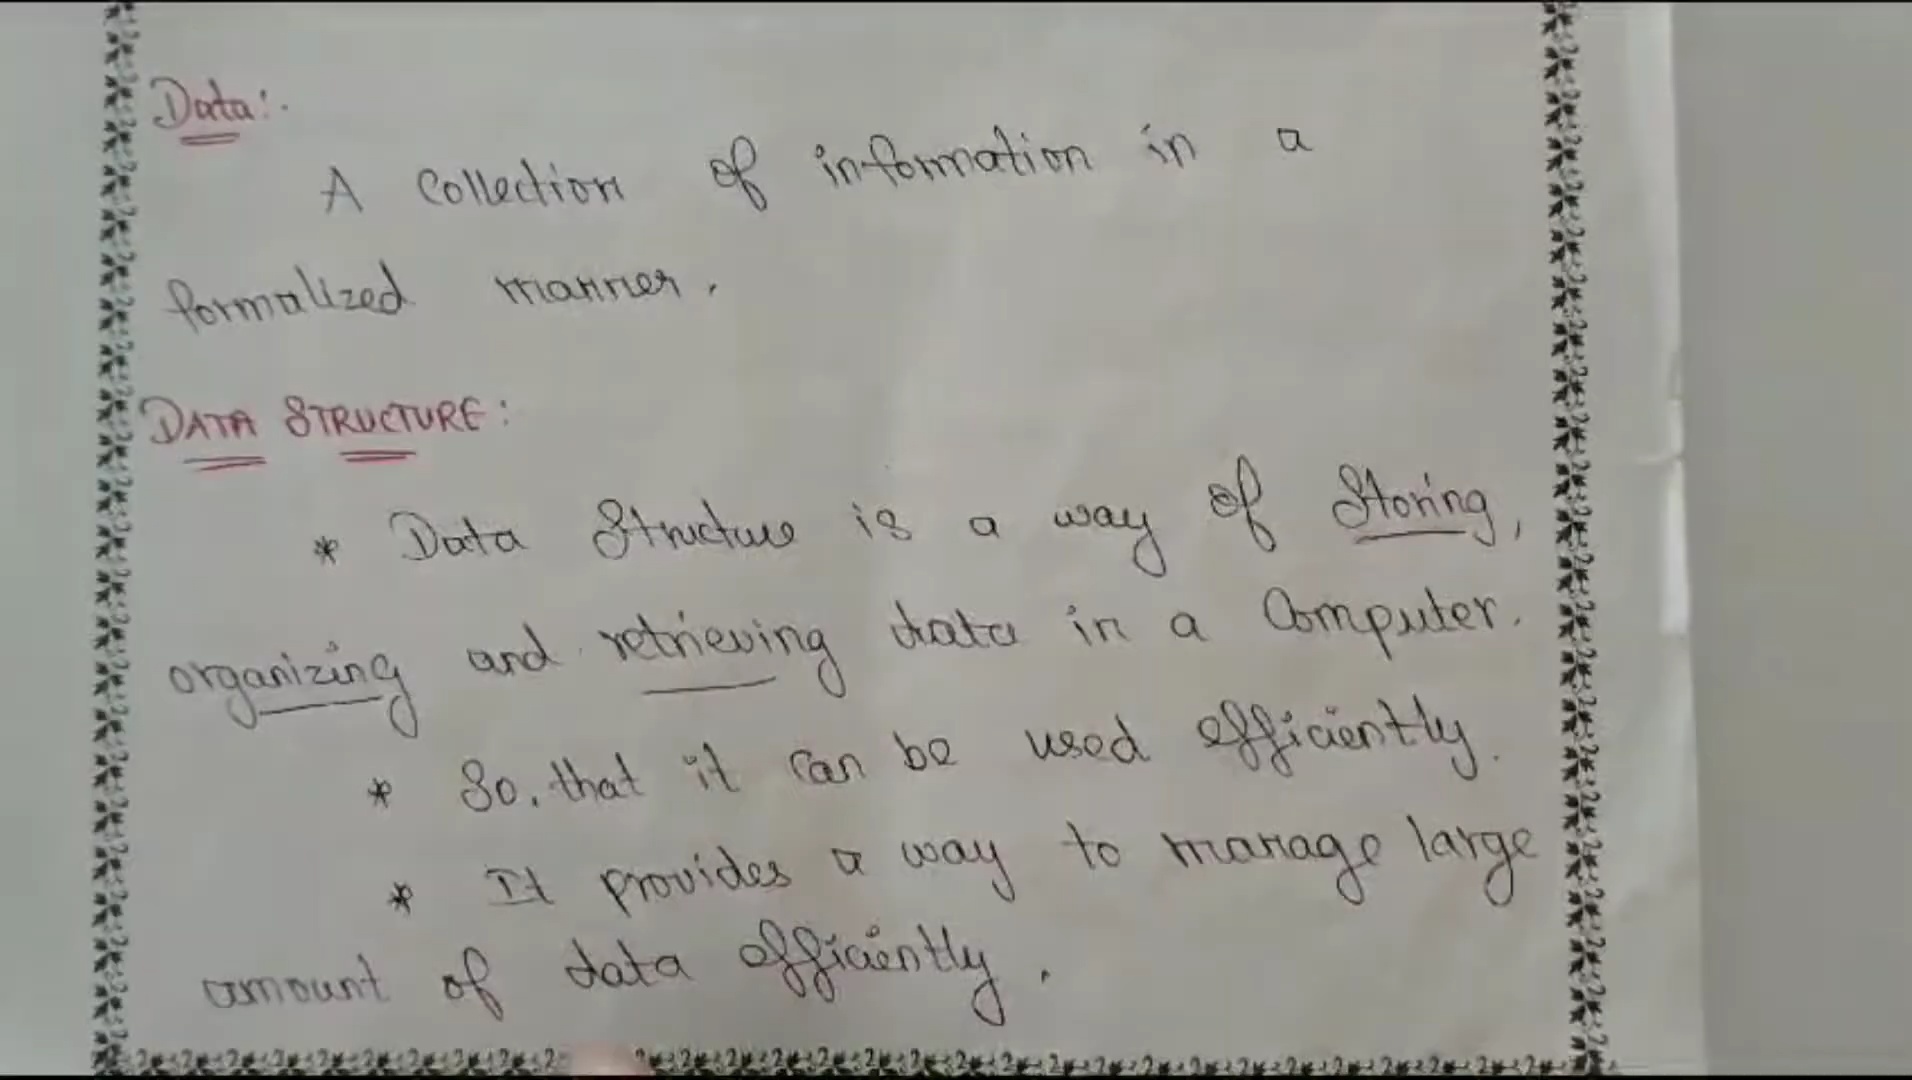 Data:-
A Collection of information in a
formalized manner.
DATA STRUCTURE:
* Data Structure is a way of Storing,
organizing and retrieving data in a Computer.
* So, that it can be used efficiently.
* It provides a way to manage large
amount of data efficiently.